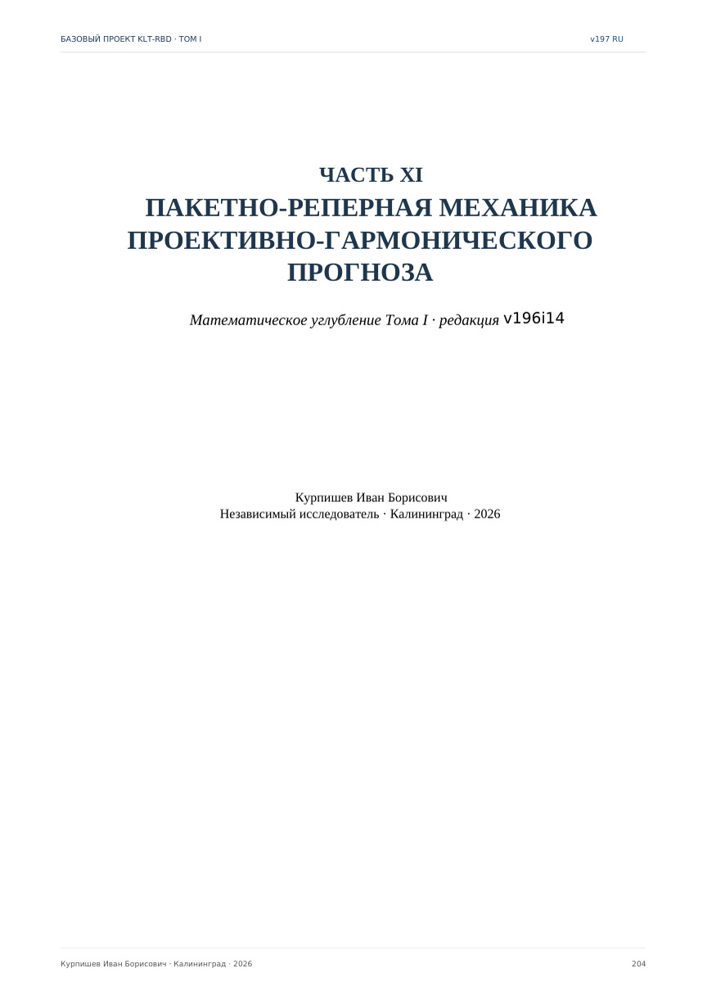 БАЗОВЫЙ ПРОЕКТ KLT-RBD · ТОМ I v197 RU
ЧАСТЬ XI
ПАКЕТНО-РЕПЕРНАЯ МЕХАНИКА
ПРОЕКТИВНО-ГАРМОНИЧЕСКОГО
ПРОГНОЗА
Математическое углубление Тома I · редакция v196i14
Курпишев Иван Борисович
Независимый исследователь · Калининград · 2026
Курпишев Иван Борисович · Калининград · 2026 204